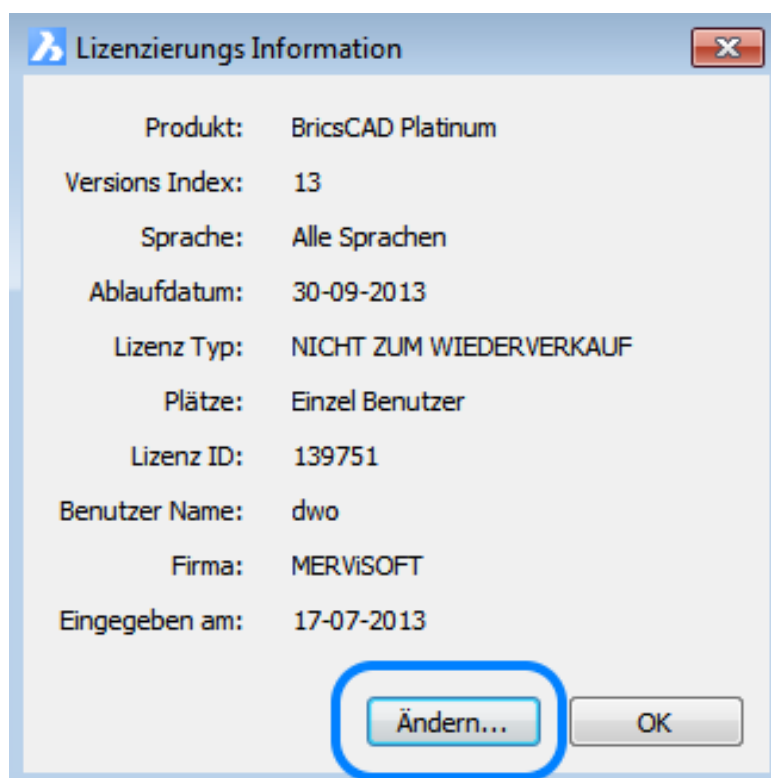 Lizenzierungs Information
Produkt: BricsCAD Platinum
Versions Index: 13
Sprache: Alle Sprachen
Ablaufdatum: 30-09-2013
Lizenz Typ: NICHT ZUM WIEDERVERKAUF
Plätze: Einzel Benutzer
Lizenz ID: 139751
Benutzer Name: dwo
Firma: MERViSOFT
Eingegeben am: 17-07-2013
Ändern... OK